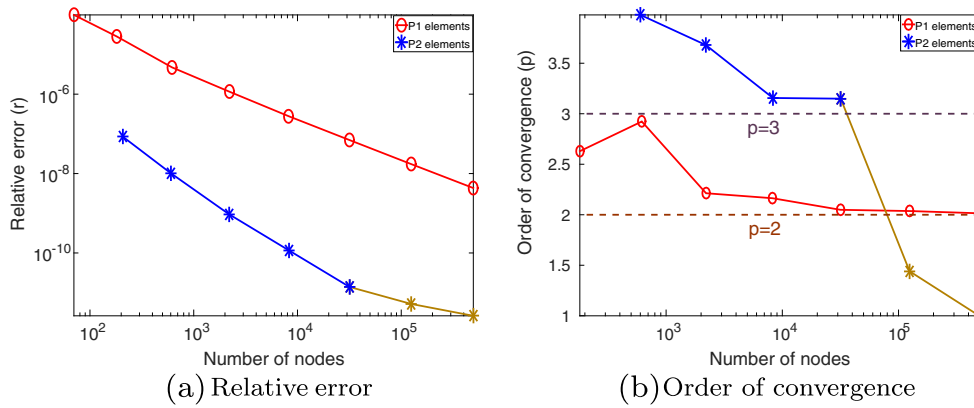 P1 elements
P2 elements
Relative error (r)
10^-6
10^-8
10^-10
10^2
10^3
10^4
10^5
Number of nodes
(a) Relative error
P1 elements
P2 elements
Order of convergence (p)
3.5
3
2.5
2
1.5
1
p=3
p=2
10^3
10^4
10^5
Number of nodes
(b) Order of convergence